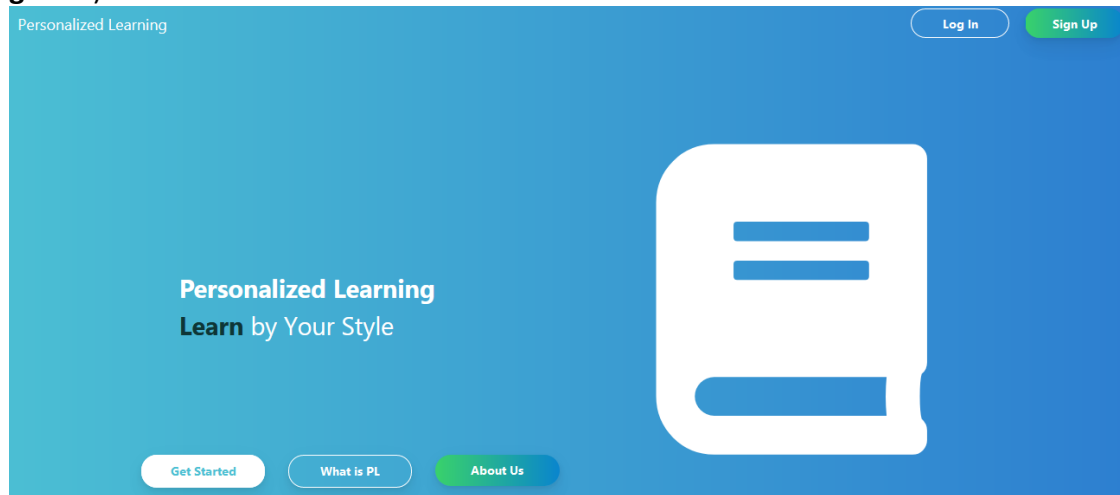 Personalized Learning
Log In
Sign Up
Personalized Learning
Learn by Your Style
Get Started
What is PL
About Us